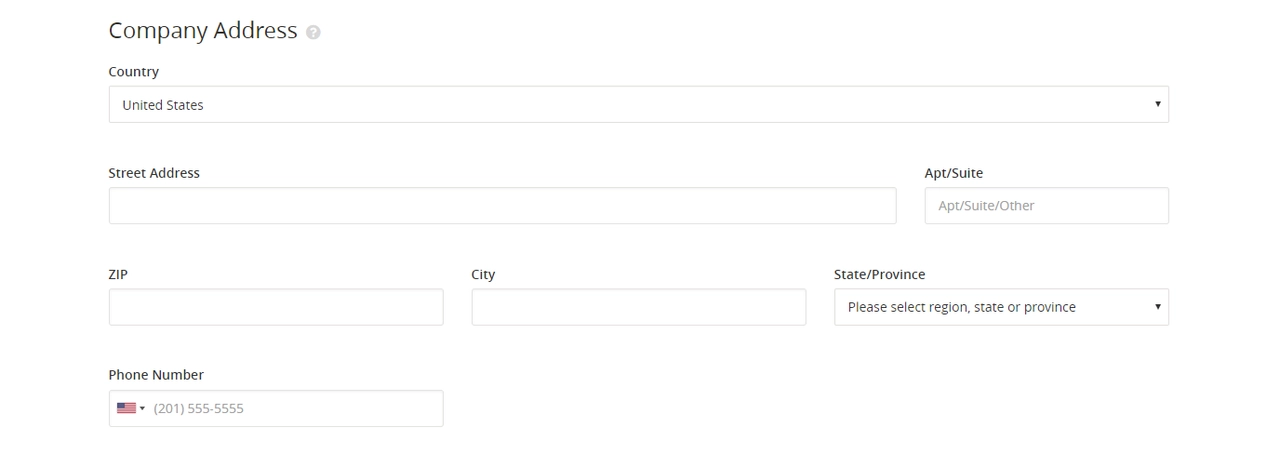 Company Address ?
Country
United States
Street Address
Apt/Suite
Apt/Suite/Other
ZIP
City
State/Province
Please select region, state or province
Phone Number
(201) 555-5555